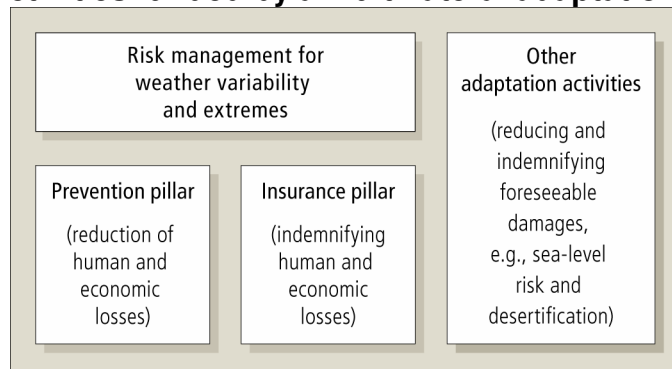 Risk management for
weather variability
and extremes
Other
adaptation activities
(reducing and
indemnifying
foreseeable
damages,
e.g., sea-level
risk and
desertification)
Prevention pillar
(reduction of
human and
economic
losses)
Insurance pillar
(indemnifying
human and
economic
losses)